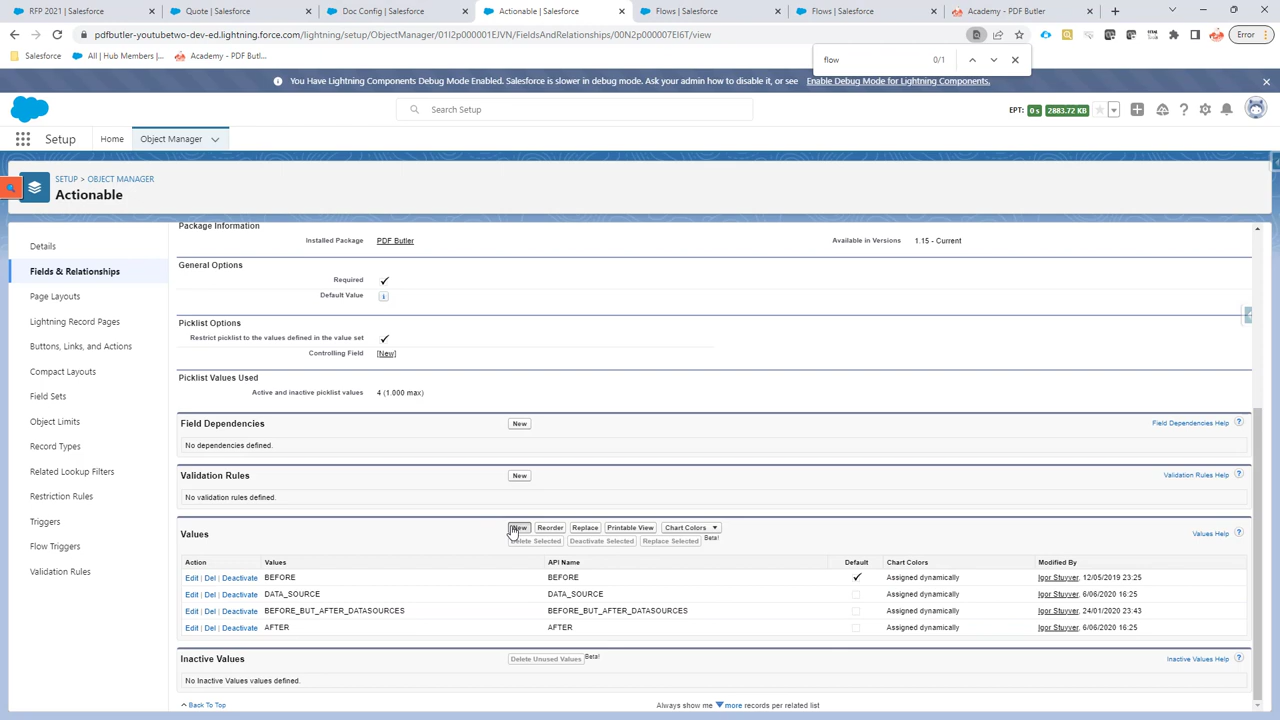 RFP 2021 | Salesforce
Quote | Salesforce
Doc Config | Salesforce
Actionable | Salesforce
Flows | Salesforce
Flows | Salesforce
Academy - PDF Butler
pdfbutler-youtubetwo-dev-ed.lightning.force.com/lightning/setup/ObjectManager/01I2p000001EJVN/FieldsAndRelationships/00N2p000007EI6T/view
Error
Salesforce
All | Hub Members |...
Academy - PDF Butl...
flow
0/1
You Have Lightning Components Debug Mode Enabled. Salesforce is slower in debug mode. Ask your admin how to disable it, or see Enable Debug Mode for Lightning Components.
Search Setup
EPT: 0 s 2883.72 KB
Setup
Home
Object Manager
SETUP > OBJECT MANAGER
Actionable
Details
Fields & Relationships
Page Layouts
Lightning Record Pages
Buttons, Links, and Actions
Compact Layouts
Field Sets
Object Limits
Record Types
Related Lookup Filters
Restriction Rules
Triggers
Flow Triggers
Validation Rules
Package Information
Installed Package PDF Butler Available in Versions 1.15 - Current
General Options
Required
Default Value
Picklist Options
Restrict picklist to the values defined in the value set
Controlling Field [New]
Picklist Values Used
Active and inactive picklist values 4 (1.000 max)
Field Dependencies New Field Dependencies Help ?
No dependencies defined.
Validation Rules New Validation Rules Help ?
No validation rules defined.
Values New Reorder Replace Printable View Chart Colors Values Help ?
Delete Selected Deactivate Selected Replace Selected Beta!
Action Values API Name Default Chart Colors Modified By
Edit | Del | Deactivate BEFORE BEFORE Assigned dynamically Igor Stuyver, 12/05/2019 23:25
Edit | Del | Deactivate DATA_SOURCE DATA_SOURCE Assigned dynamically Igor Stuyver, 6/06/2020 16:25
Edit | Del | Deactivate BEFORE_BUT_AFTER_DATASOURCES BEFORE_BUT_AFTER_DATASOURCES Assigned dynamically Igor Stuyver, 24/01/2020 23:43
Edit | Del | Deactivate AFTER AFTER Assigned dynamically Igor Stuyver, 6/06/2020 16:25
Inactive Values Delete Unused Values Beta! Inactive Values Help ?
No Inactive Values values defined.
Back To Top Always show me more records per related list